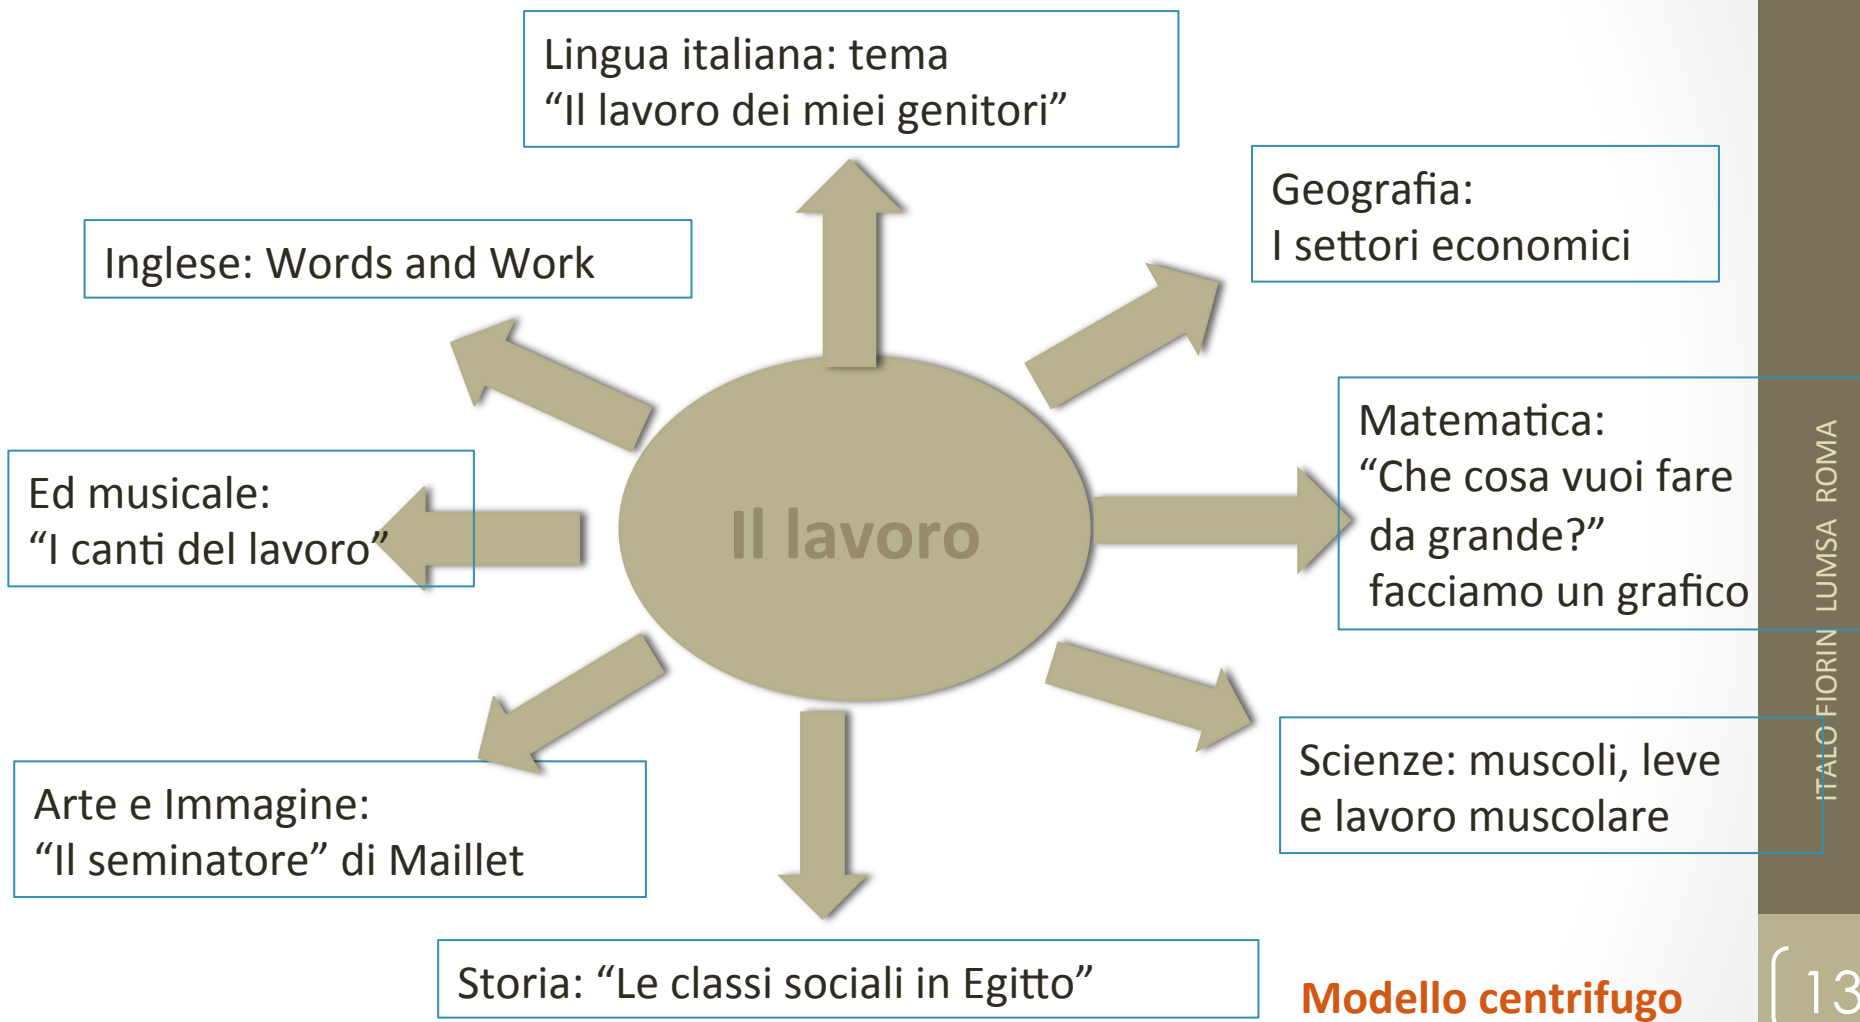 Lingua italiana: tema
“Il lavoro dei miei genitori”
Geografia:
I settori economici
Inglese: Words and Work
Matematica:
“Che cosa vuoi fare
da grande?”
facciamo un grafico
Ed musicale:
“I canti del lavoro”
Il lavoro
Scienze: muscoli, leve
e lavoro muscolare
Arte e Immagine:
“Il seminatore” di Maillet
Storia: “Le classi sociali in Egitto”
Modello centrifugo
ITALO FIORIN LUMSA ROMA
13